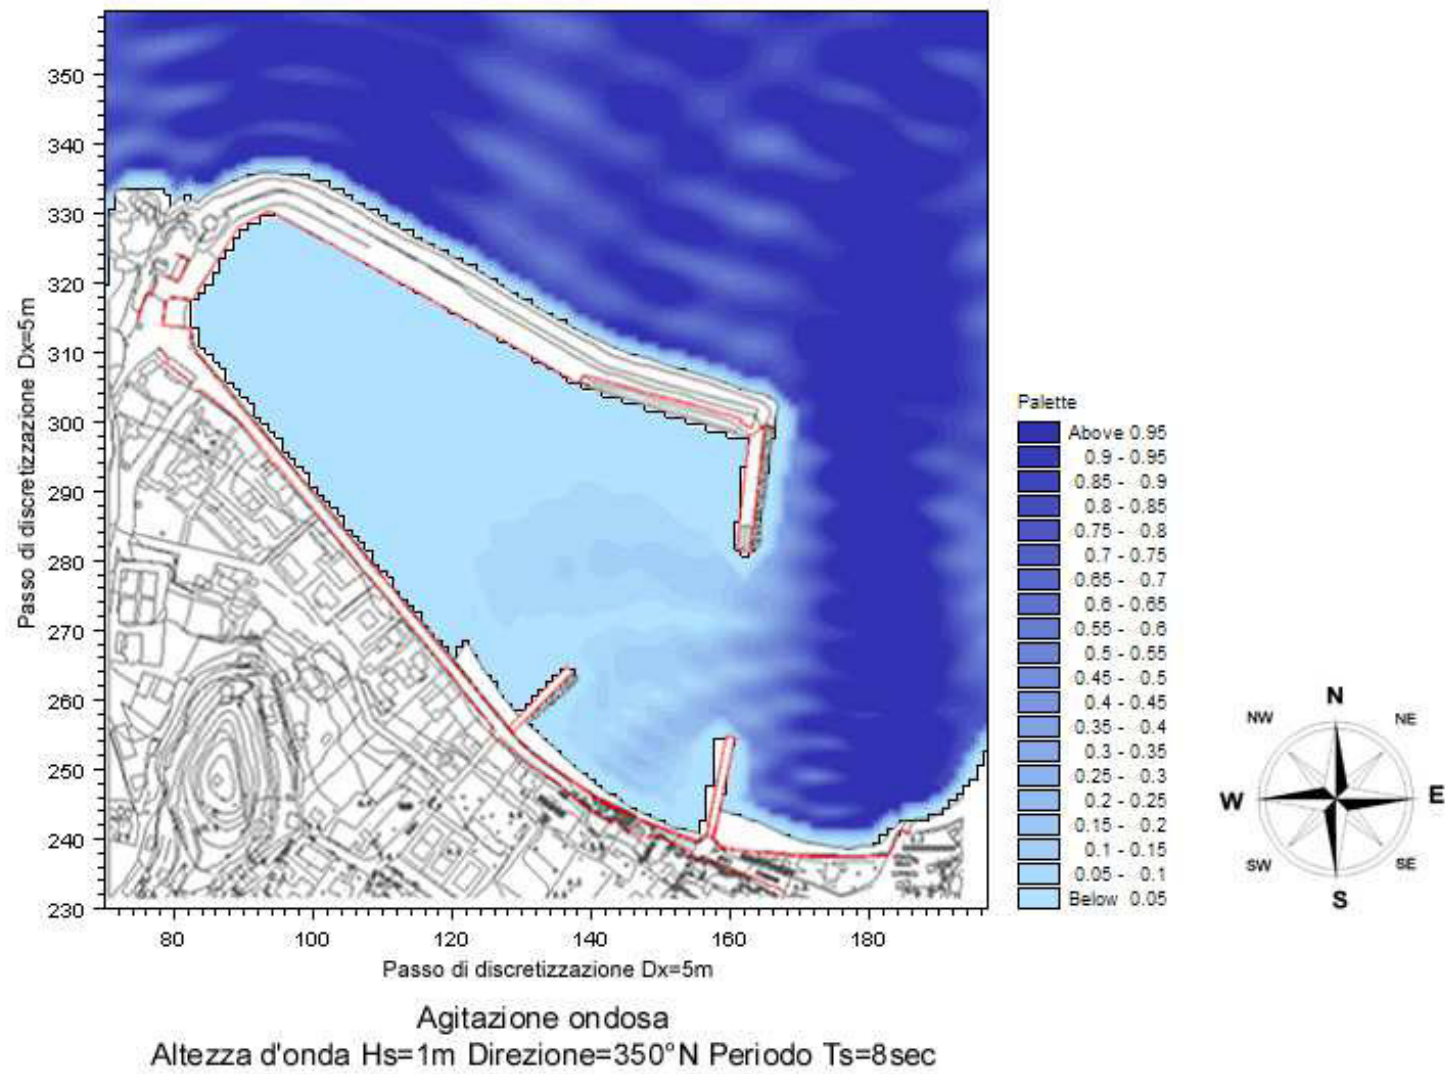 350
340
330
320
310
300
290
280
270
260
250
240
230
Passo di discretizzazione Dx=5m
80 100 120 140 160 180
Passo di discretizzazione Dx=5m
Palette
Above 0.95
0.9 - 0.95
0.85 - 0.9
0.8 - 0.85
0.75 - 0.8
0.7 - 0.75
0.65 - 0.7
0.6 - 0.65
0.55 - 0.6
0.5 - 0.55
0.45 - 0.5
0.4 - 0.45
0.35 - 0.4
0.3 - 0.35
0.25 - 0.3
0.2 - 0.25
0.15 - 0.2
0.1 - 0.15
0.05 - 0.1
Below 0.05
N
NW NE
W E
SW SE
S
Agitazione ondosa
Altezza d'onda Hs=1m Direzione=350°N Periodo Ts=8sec